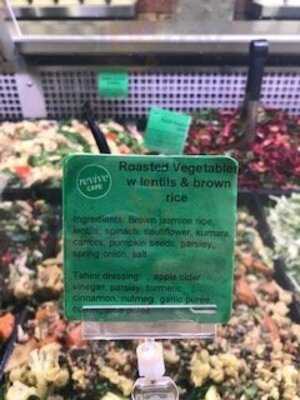 revive
CAFE
Roasted Vegetables
w lentils & brown
rice
Ingredients: Brown jasmine rice,
lentils, spinach, cauliflower, kumara,
carrots, pumpkin seeds, parsley,
spring onion, salt
Tahini dressing: apple cider
vinegar, parsley, turmeric,
cinnamon, nutmeg, garlic puree,